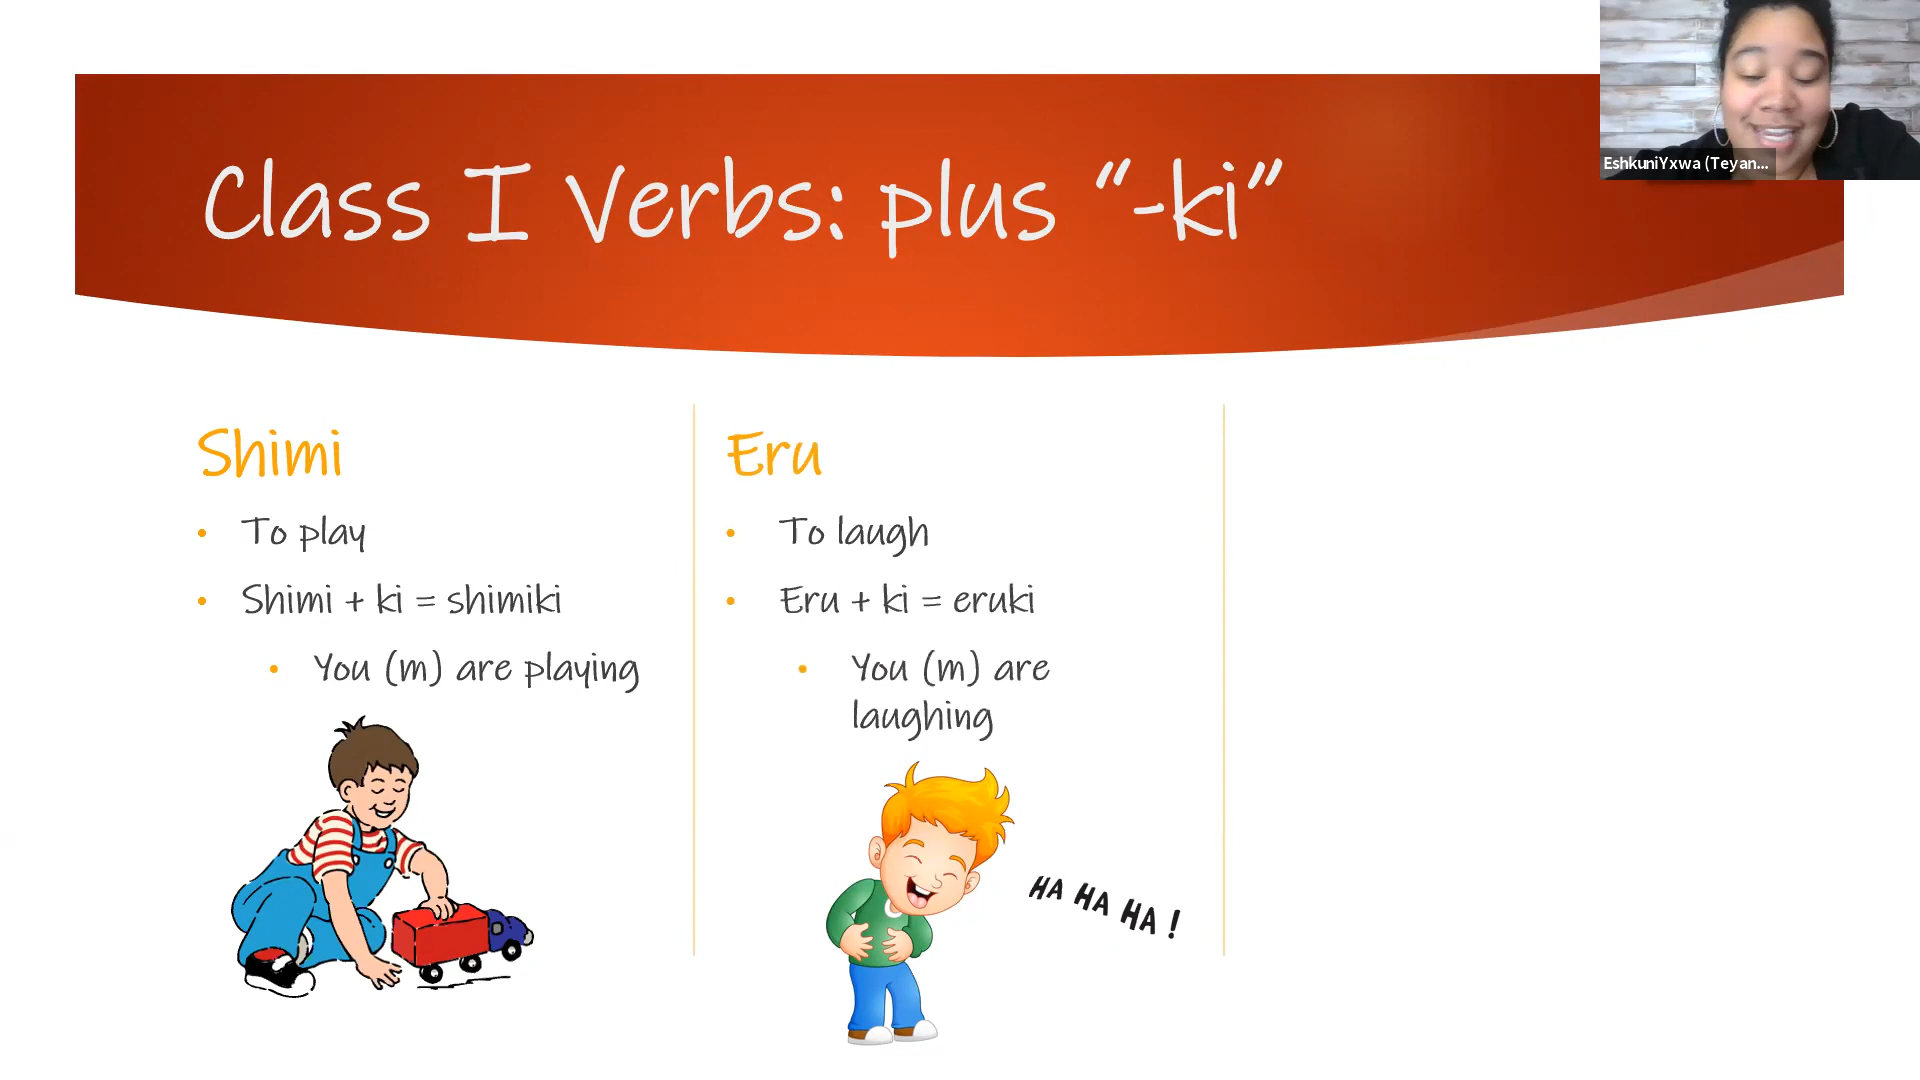 EshkuniYxwa (Teyan...
Class I Verbs: plus “-ki”
Shimi
• To play
• Shimi + ki = shimiki
• You (m) are playing
Eru
• To laugh
• Eru + ki = eruki
• You (m) are
laughing
HA HA HA !